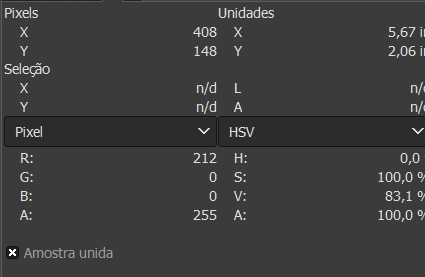 Pixels Unidades
X 408 X 5,67 in
Y 148 Y 2,06 in
Seleção
X n/d L n/d
Y n/d A n/d
Pixel HSV
R: 212 H: 0,0
G: 0 S: 100,0 %
B: 0 V: 83,1 %
A: 255 A: 100,0 %
Amostra unida